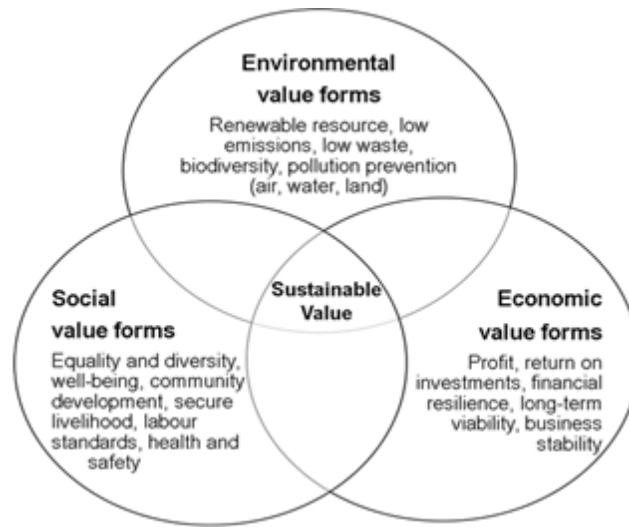 Environmental
value forms
Renewable resource, low
emissions, low waste,
biodiversity, pollution prevention
(air, water, land)
Sustainable
Value
Social
value forms
Equality and diversity,
well-being, community
development, secure
livelihood, labour
standards, health and
safety
Economic
value forms
Profit, return on
investments, financial
resilience, long-term
viability, business
stability